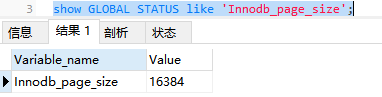 3 show GLOBAL STATUS like 'Innodb_page_size';
信息 结果 1 剖析 状态
Variable_name Value
Innodb_page_size 16384